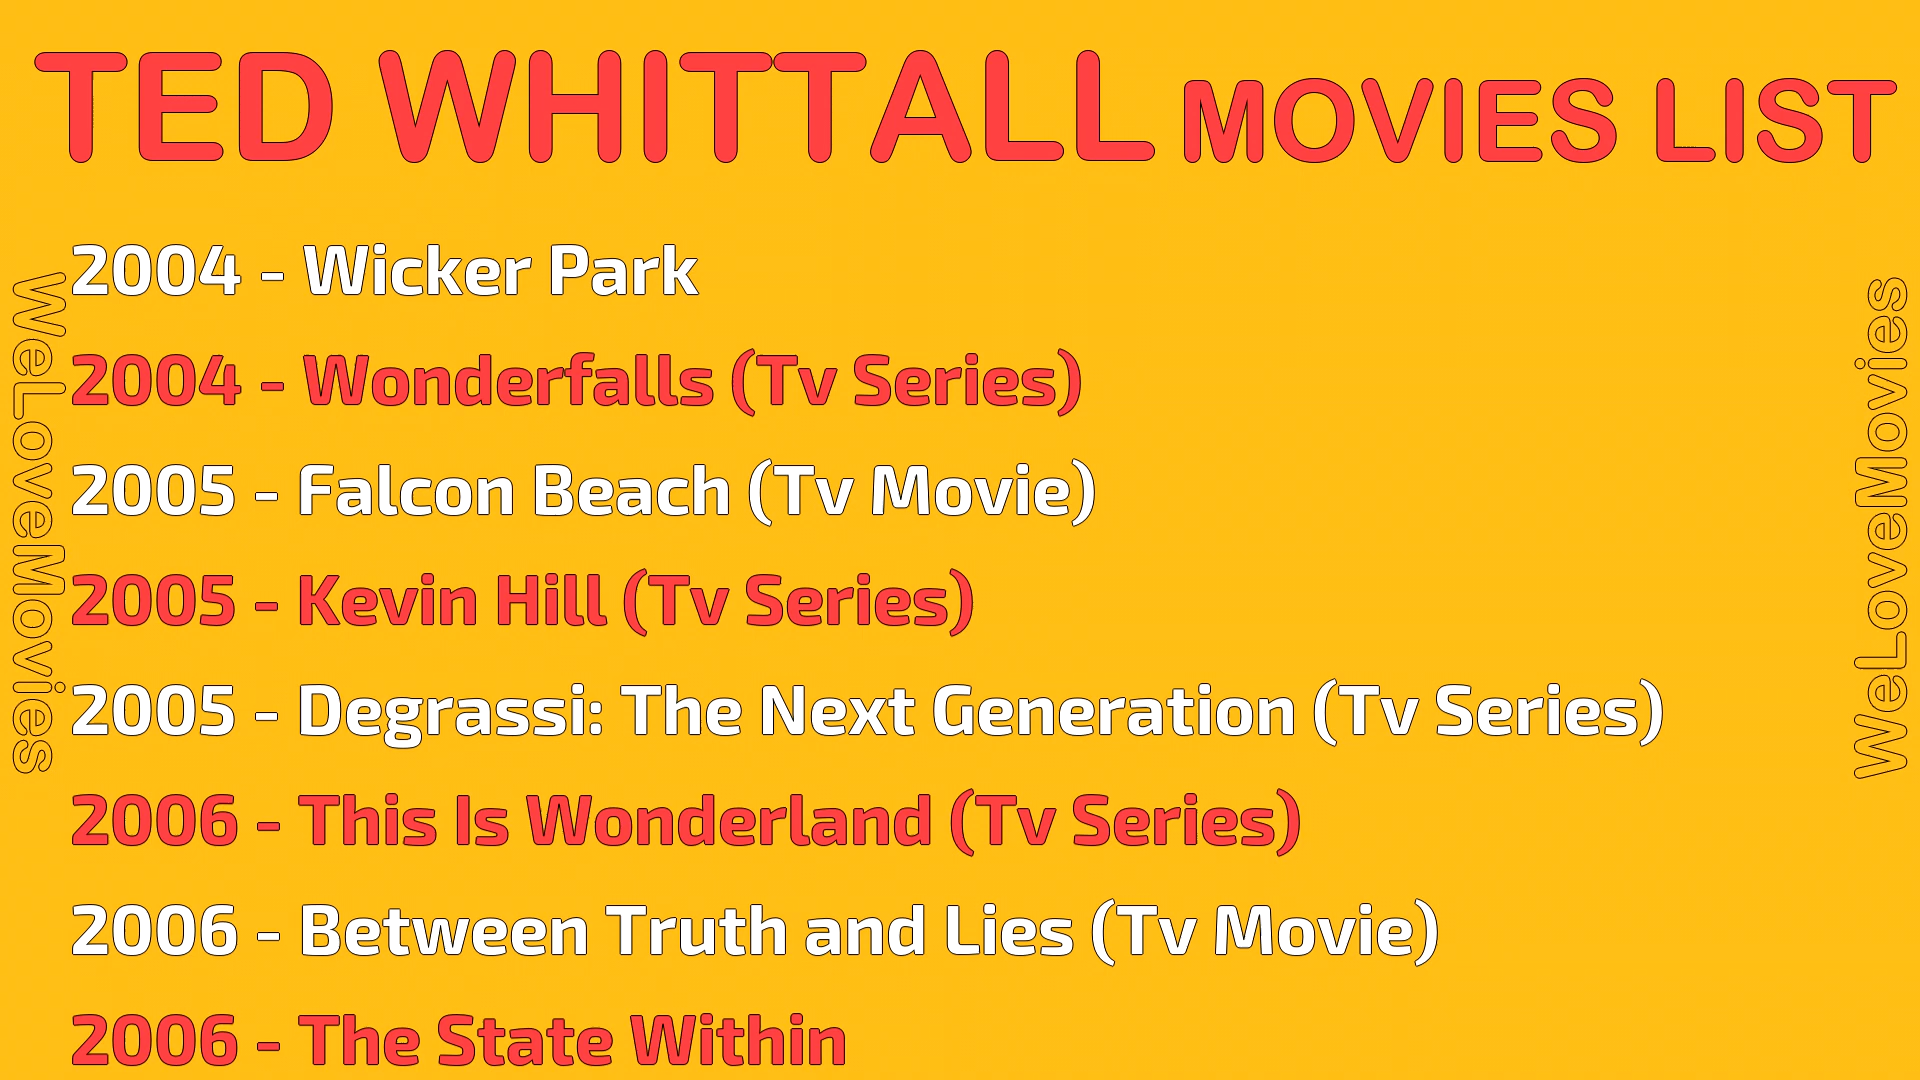 TED WHITTALL MOVIES LIST
2004 - Wicker Park
2004 - Wonderfalls (Tv Series)
2005 - Falcon Beach (Tv Movie)
2005 - Kevin Hill (Tv Series)
2005 - Degrassi: The Next Generation (Tv Series)
2006 - This Is Wonderland (Tv Series)
2006 - Between Truth and Lies (Tv Movie)
2006 - The State Within
WeLoveMovies
WeLoveMovies